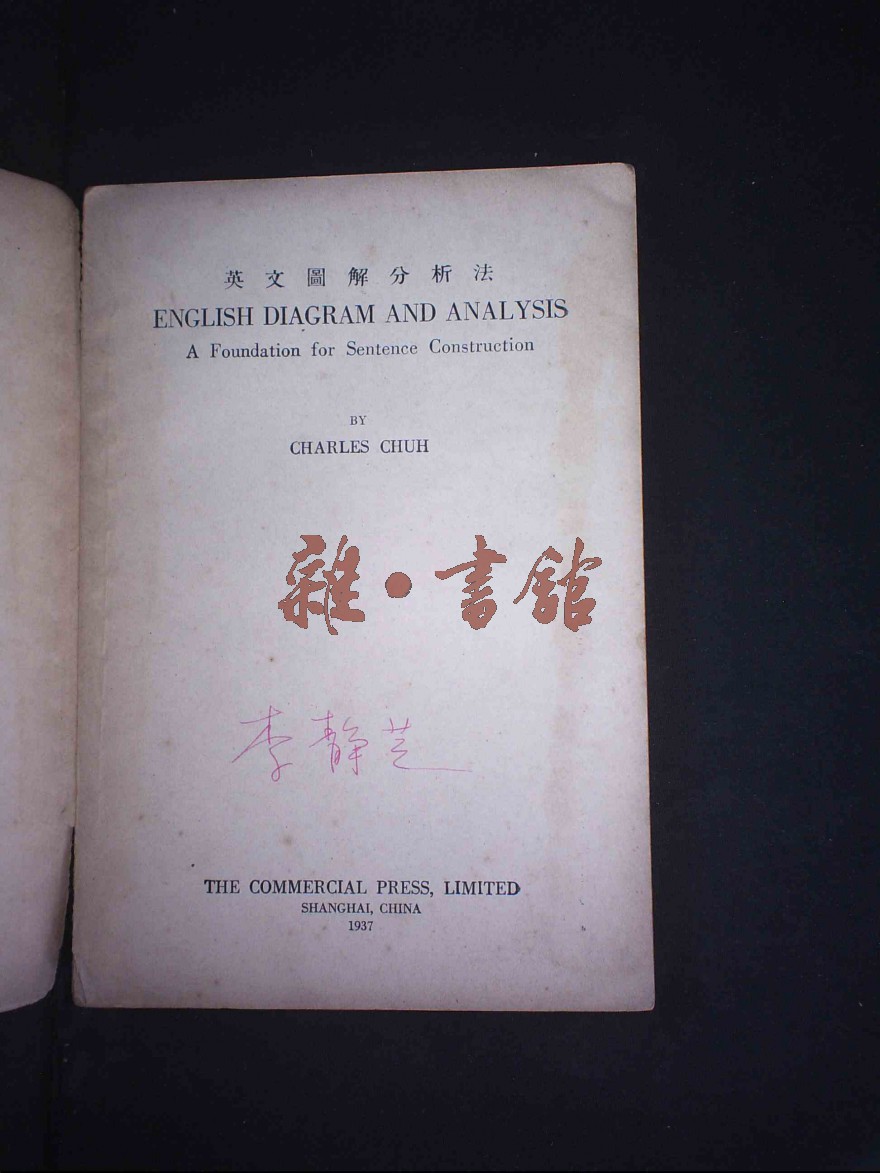 英文圖解分析法
ENGLISH DIAGRAM AND ANALYSIS
A Foundation for Sentence Construction
BY
CHARLES CHUH
雜·書館
李静芝
THE COMMERCIAL PRESS, LIMITED
SHANGHAI, CHINA
1937